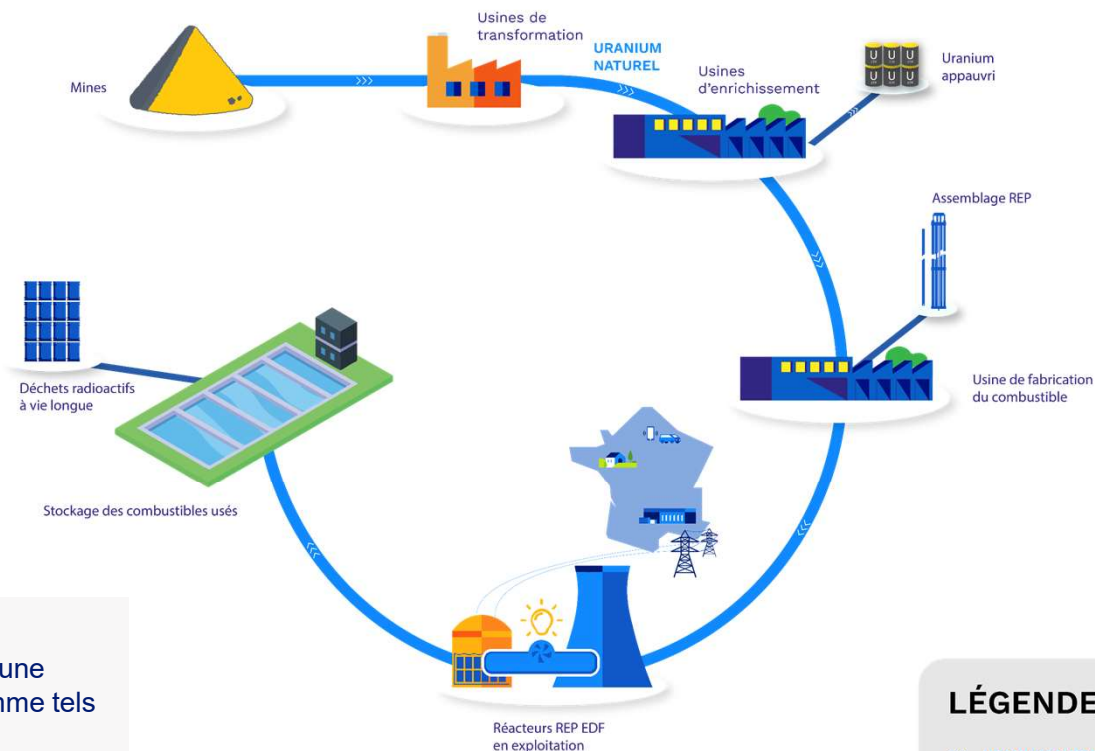 Mines
Usines de
transformation
URANIUM
NATUREL
Usines
d'enrichissement
Uranium
appauvri
Assemblage REP
Usine de fabrication
du combustible
Déchets radioactifs
à vie longue
Stockage des combustibles usés
Réacteurs REP EDF
en exploitation
une
me tels
LÉGENDE
U
U
U
U
U
U